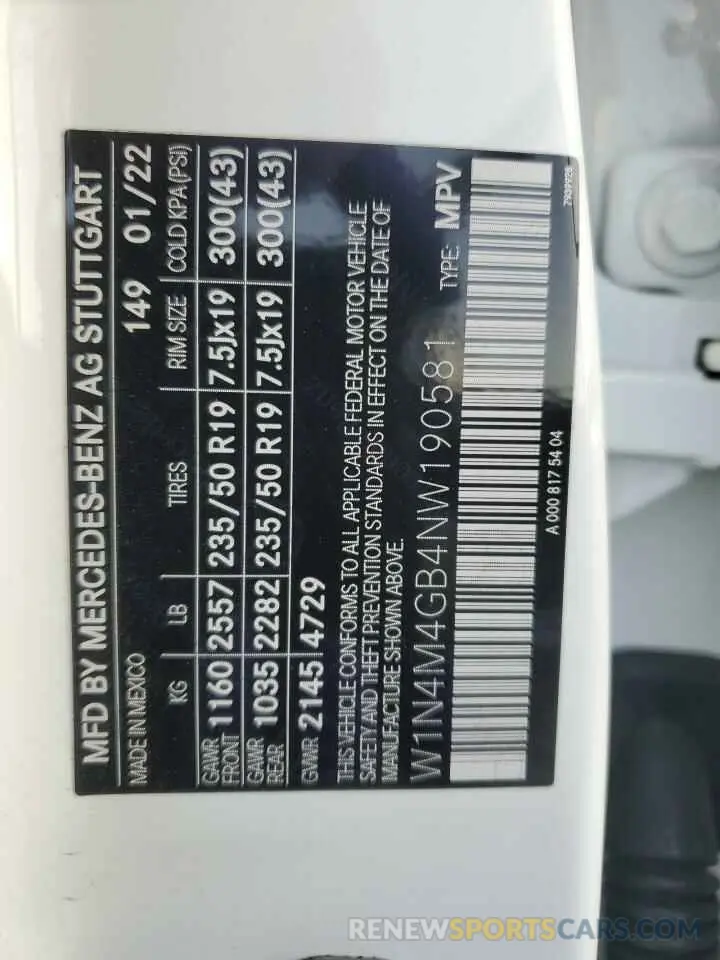 MFD BY MERCEDES-BENZ AG STUTTGART
MADE IN MEXICO 149 01/22
KG LB TIRES RIM SIZE COLD KPA(PSI)
GAWR FRONT 1160 2557 235/50 R19 7.5Jx19 300(43)
GAWR REAR 1035 2282 235/50 R19 7.5Jx19 300(43)
GVWR 2145 4729
THIS VEHICLE CONFORMS TO ALL APPLICABLE FEDERAL MOTOR VEHICLE
SAFETY AND THEFT PREVENTION STANDARDS IN EFFECT ON THE DATE OF
MANUFACTURE SHOWN ABOVE.
W1N4M4GB4NW190581 TYPE: MPV
A 000 817 54 04
7939928
RENEWSPORTSCARS.COM